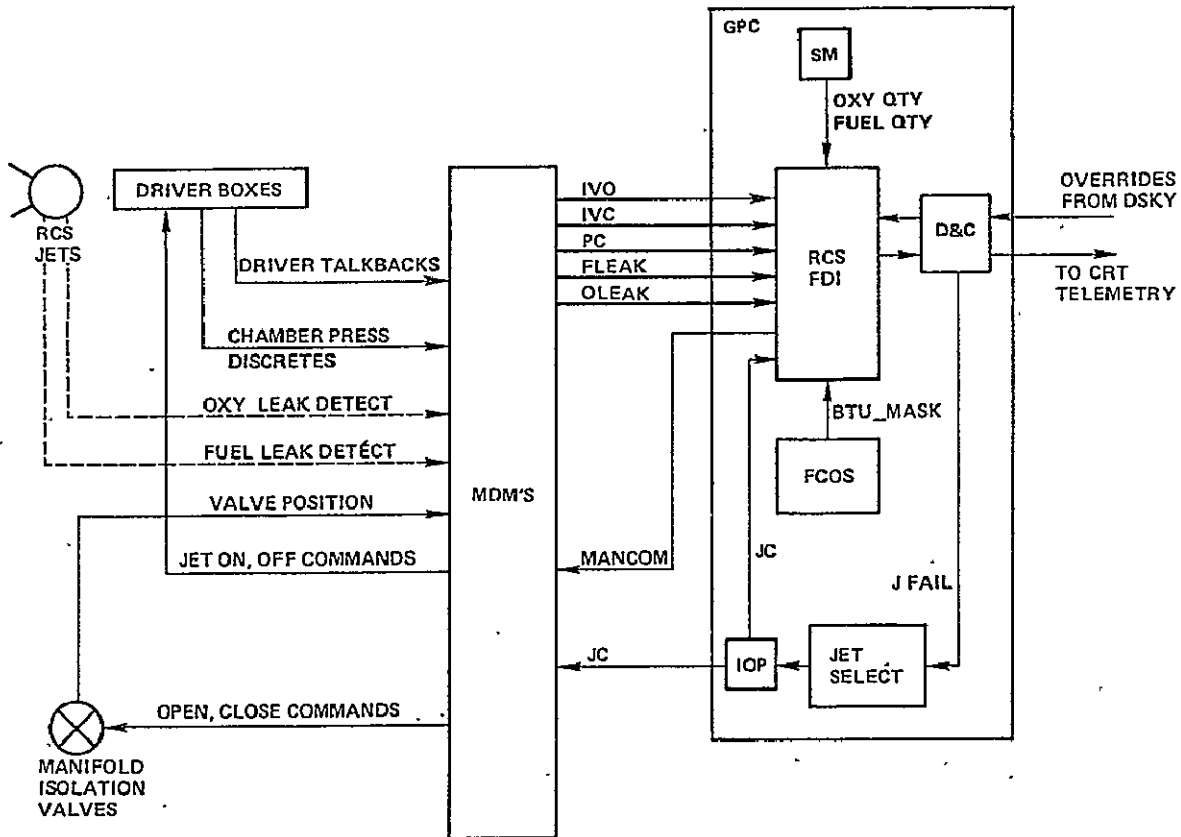 GPC
SM
OXY QTY
FUEL QTY
DRIVER BOXES
RCS
JETS
IVO
IVC
PC
FLEAK
OLEAK
RCS
FDI
D&C
OVERRIDES
FROM DSKY
TO CRT
TELEMETRY
DRIVER TALKBACKS
CHAMBER PRESS
DISCRETES
OXY LEAK DETECT
FUEL LEAK DETECT
VALVE POSITION
JET ON, OFF COMMANDS
MDM'S
BTU_MASK
FCOS
MANCOM
JC
J FAIL
JC
IOP
JET
SELECT
OPEN, CLOSE COMMANDS
MANIFOLD
ISOLATION
VALVES